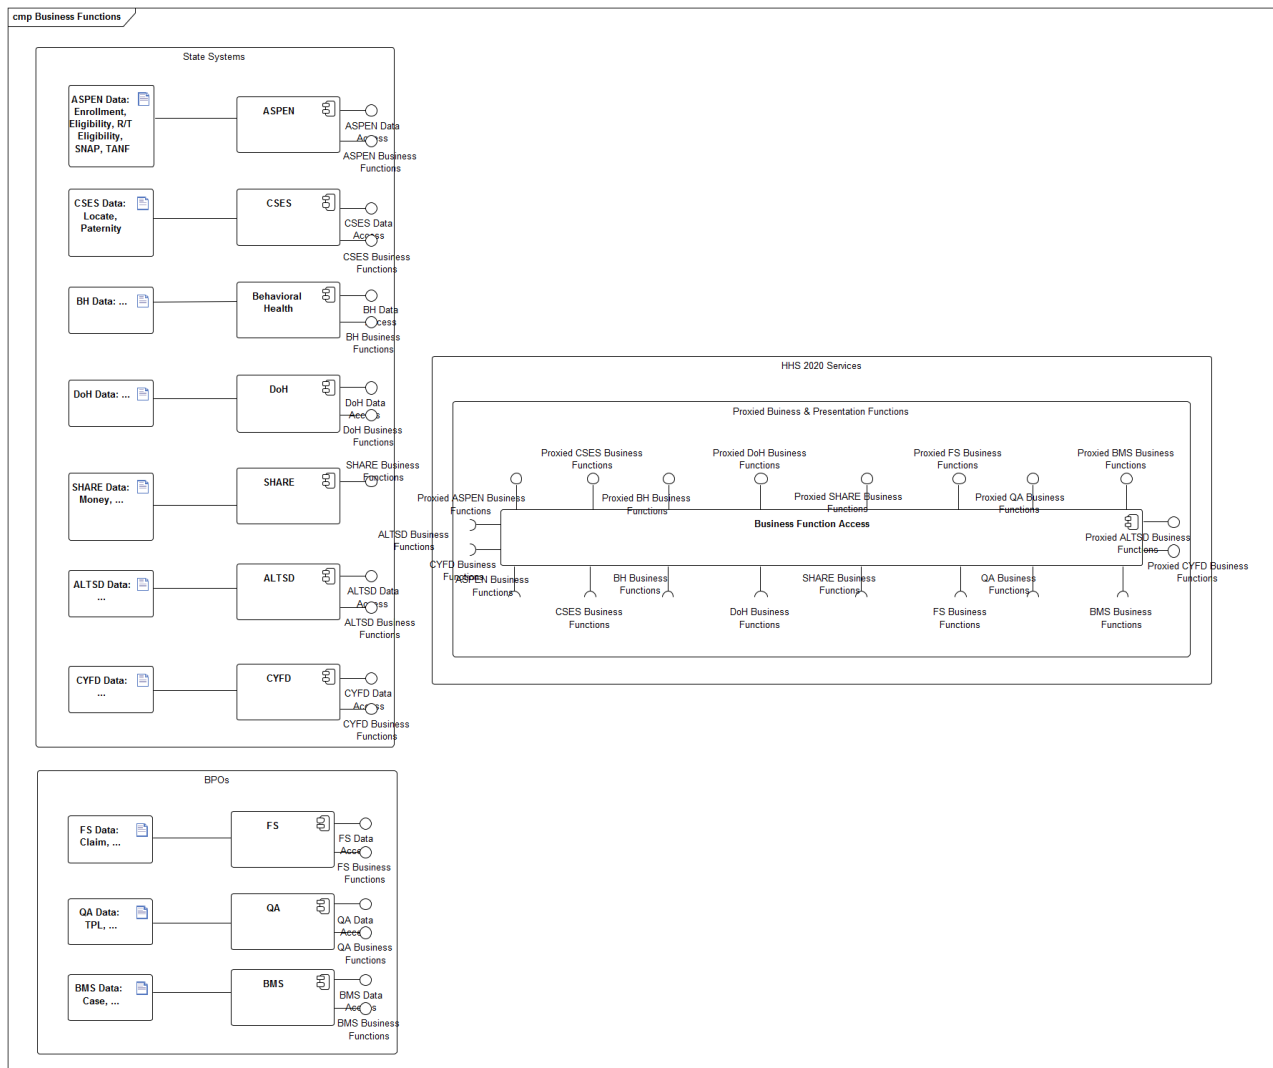 cmp Business Functions
State Systems
ASPEN Data:
Enrollment,
Eligibility, R/T
Eligibility,
SNAP, TANF
ASPEN
ASPEN Data
Access
ASPEN Business
Functions
CSES Data:
Locate,
Paternity
CSES
CSES Data
Access
CSES Business
Functions
BH Data: ...
Behavioral
Health
BH Data
Access
BH Business
Functions
DoH Data: ...
DoH
DoH Data
Access
DoH Business
Functions
SHARE Data:
Money, ...
SHARE
SHARE Business
Functions
ALTSD Data:
...
ALTSD
ALTSD Data
Access
ALTSD Business
Functions
CYFD Data:
...
CYFD
CYFD Data
Access
CYFD Business
Functions
BPOs
FS Data:
Claim, ...
FS
FS Data
Access
FS Business
Functions
QA Data:
TPL, ...
QA
QA Data
Access
QA Business
Functions
BMS Data:
Case, ...
BMS
BMS Data
Access
BMS Business
Functions
HHS 2020 Services
Proxied Buiness & Presentation Functions
Proxied CSES Business
Functions
Proxied DoH Business
Functions
Proxied FS Business
Functions
Proxied BMS Business
Functions
Proxied ASPEN Business
Functions
Proxied BH Business
Functions
Proxied SHARE Business
Functions
Proxied QA Business
Functions
Business Function Access
ALTSD Business
Functions
CYFD Business
Functions
Proxied ALTSD Business
Functions
Proxied CYFD Business
Functions
ASPEN Business
Functions
BH Business
Functions
SHARE Business
Functions
QA Business
Functions
CSES Business
Functions
DoH Business
Functions
FS Business
Functions
BMS Business
Functions